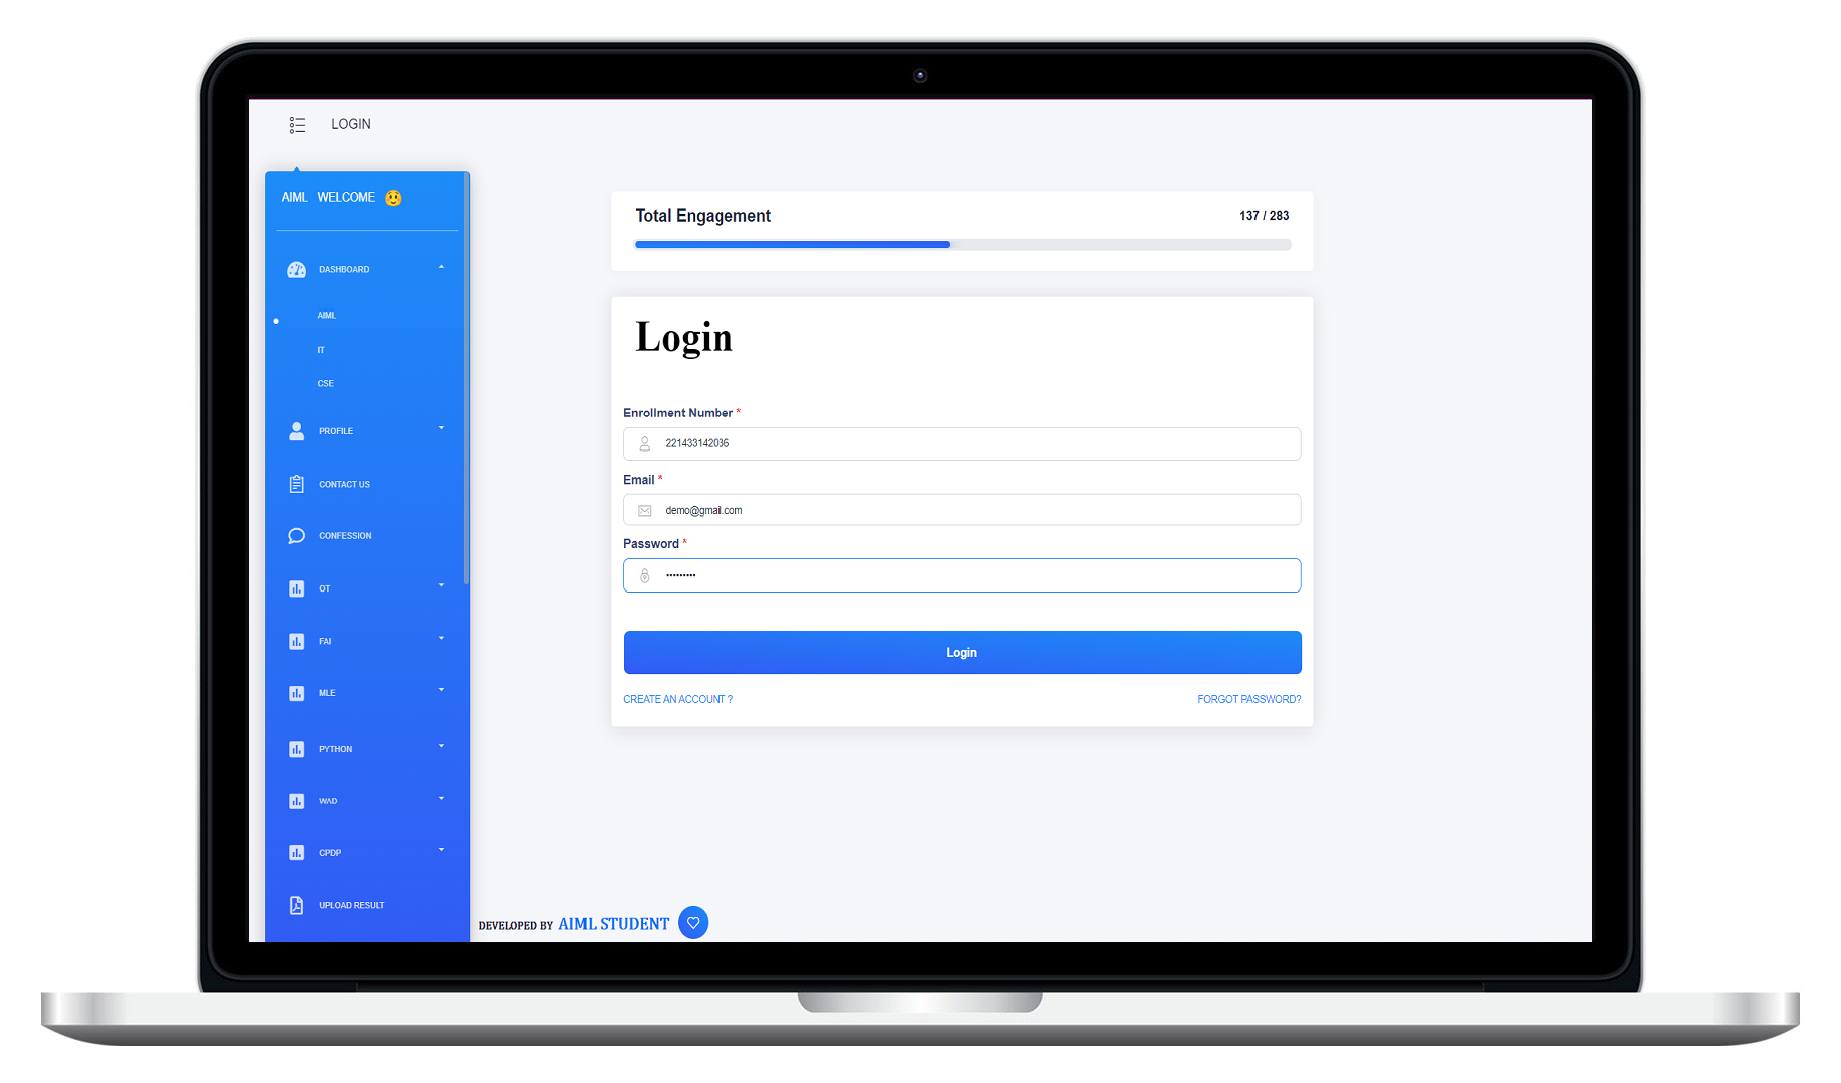 LOGIN
AIML WELCOME
DASHBOARD
AIML
IT
CSE
PROFILE
CONTACT US
CONFESSION
QT
FAI
MLE
PYTHON
WAD
CPDP
UPLOAD RESULT
Total Engagement
137 / 283
Login
Enrollment Number *
221433142036
Email *
demo@gmail.com
Password *
•••••••••
Login
CREATE AN ACCOUNT ?
FORGOT PASSWORD?
DEVELOPED BY AIML STUDENT